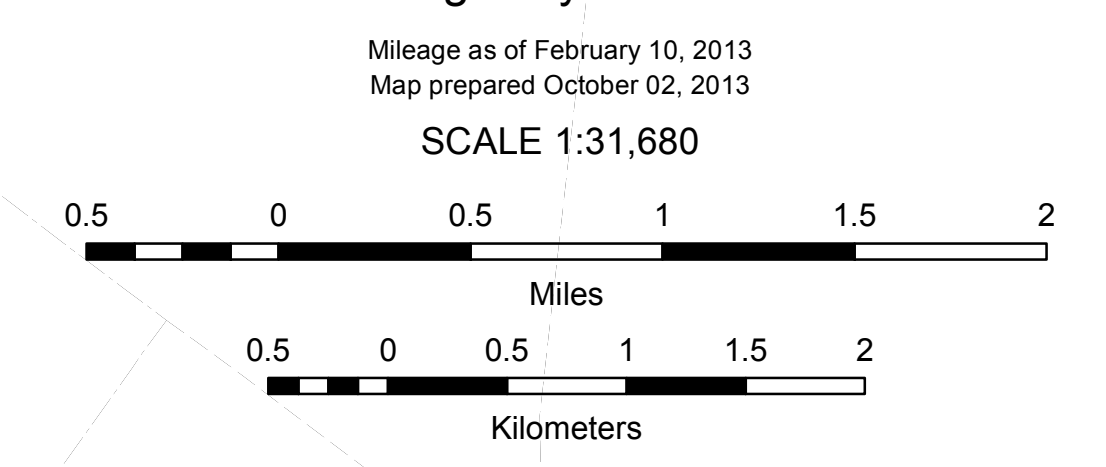 Mileage as of February 10, 2013
Map prepared October 02, 2013
SCALE 1:31,680
0.5 0 0.5 1 1.5 2
Miles
0.5 0 0.5 1 1.5 2
Kilometers